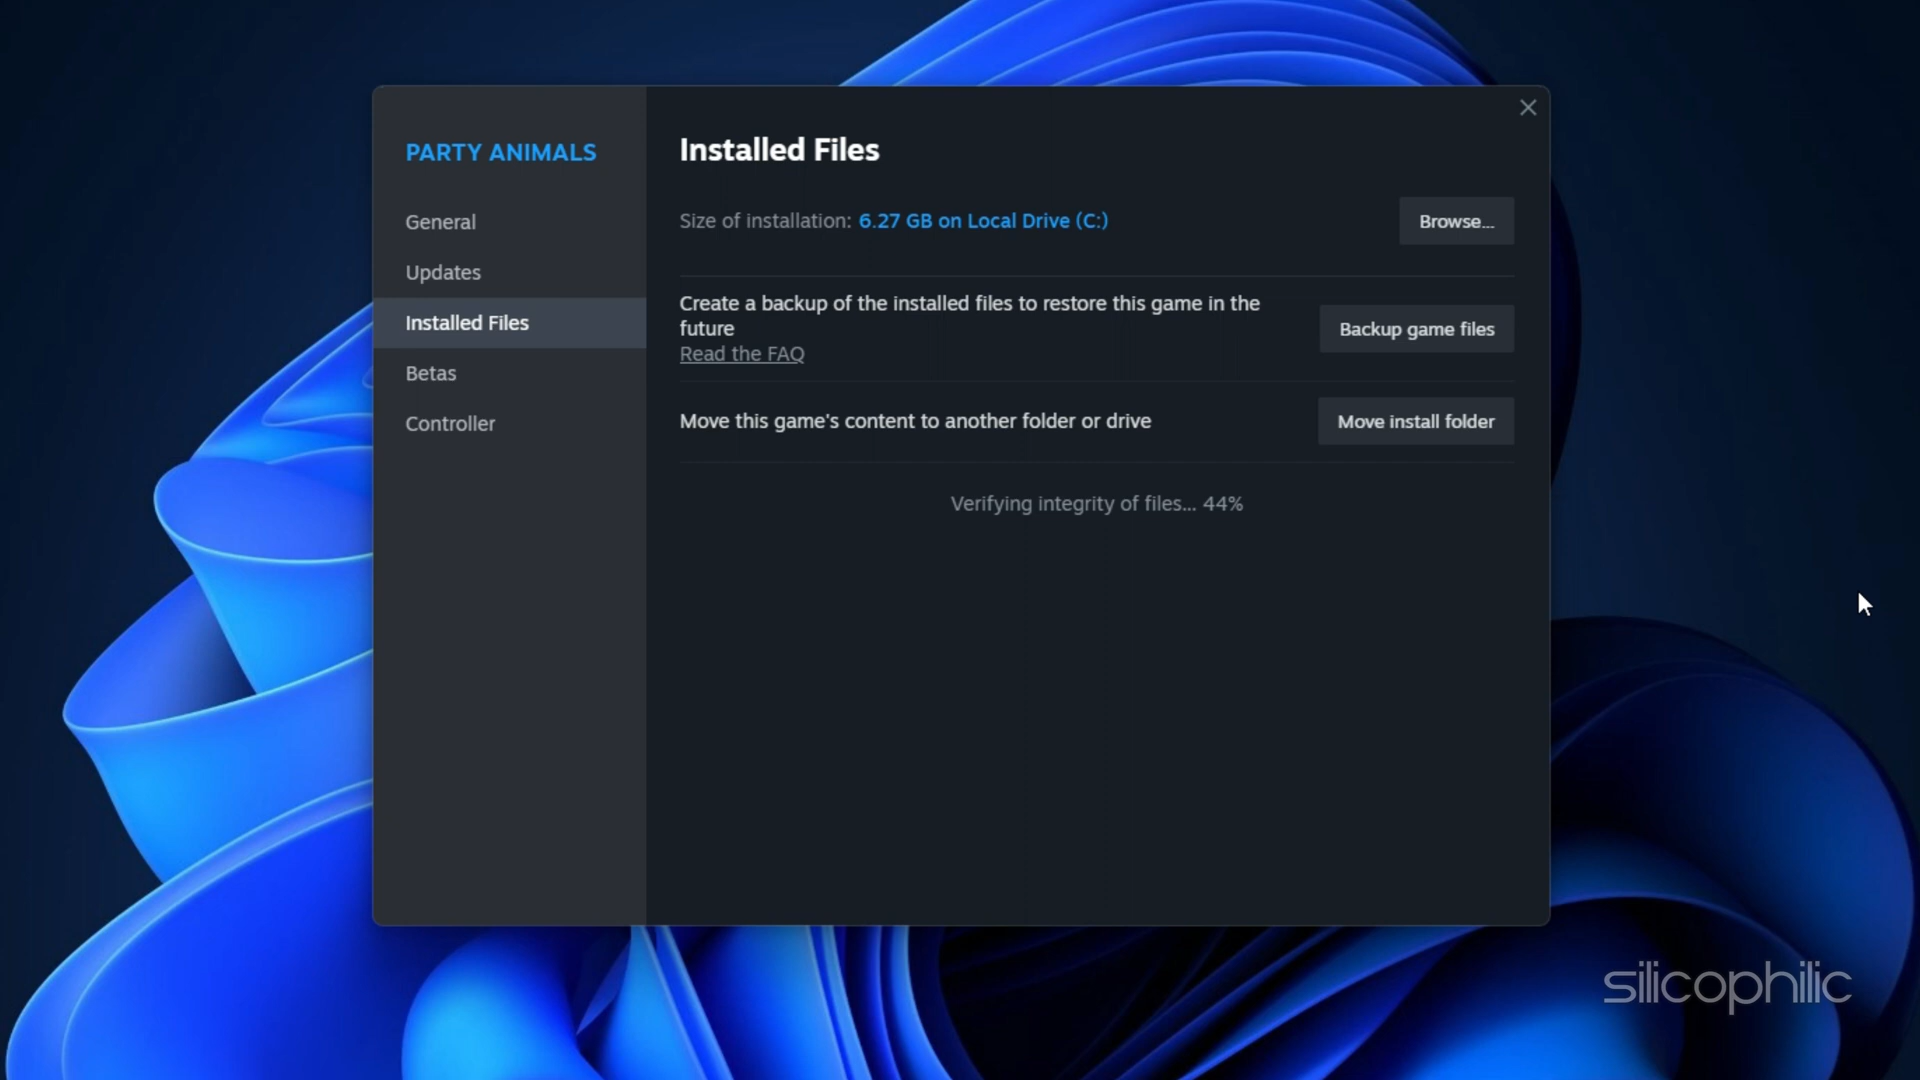 PARTY ANIMALS
General
Updates
Installed Files
Betas
Controller
Installed Files
Size of installation: 6.27 GB on Local Drive (C:)
Browse...
Create a backup of the installed files to restore this game in the
future
Read the FAQ
Backup game files
Move this game's content to another folder or drive
Move install folder
Verifying integrity of files... 44%
silicophilic